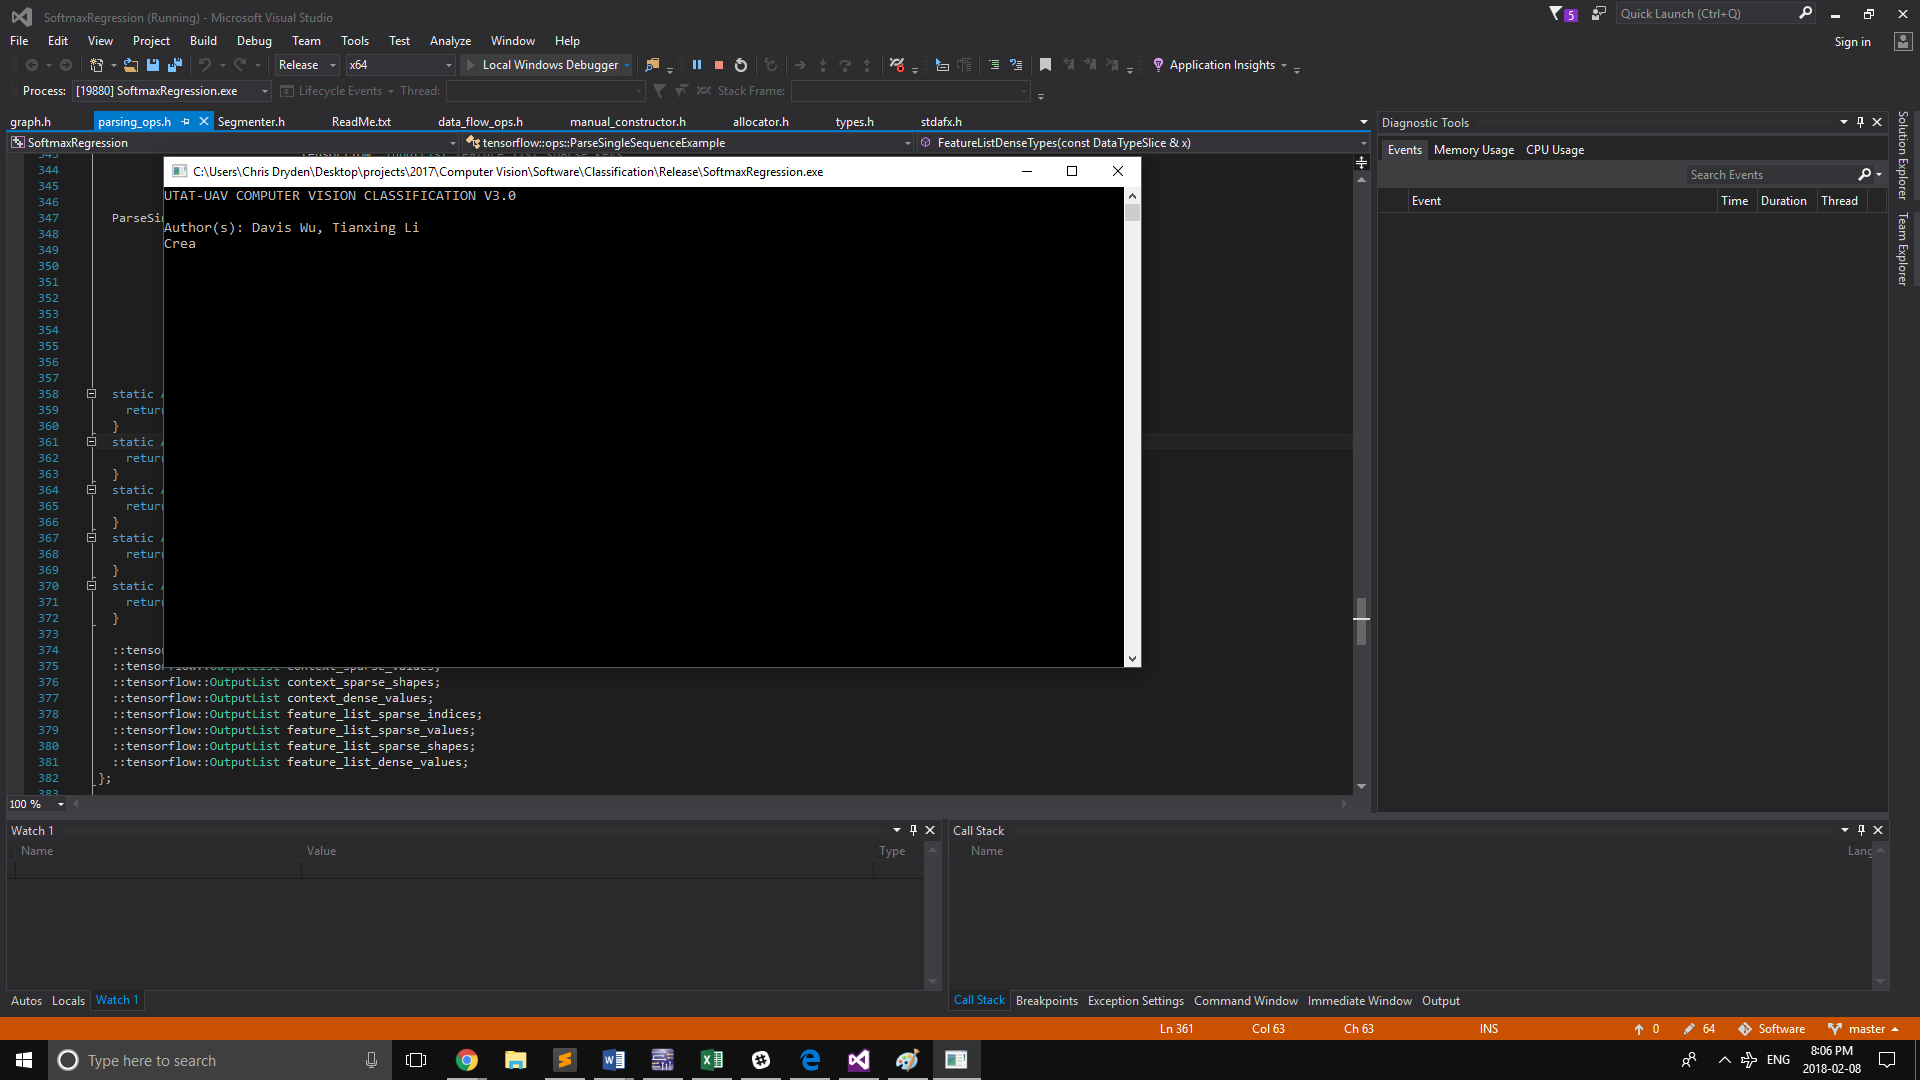 SoftmaxRegression (Running) - Microsoft Visual Studio
5
Quick Launch (Ctrl+Q)
File Edit View Project Build Debug Team Tools Test Analyze Window Help
Sign in
Release x64 Local Windows Debugger Application Insights
Process: [19880] SoftmaxRegression.exe Lifecycle Events Thread: Stack Frame:
graph.h parsing_ops.h Segmenter.h ReadMe.txt data_flow_ops.h manual_constructor.h allocator.h types.h stdafx.h
SoftmaxRegression tensorflow::ops::ParseSingleSequenceExample FeatureListDenseTypes(const DataTypeSlice & x)
C:\Users\Chris Dryden\Desktop\projects\2017\Computer Vision\Software\Classification\Release\SoftmaxRegression.exe
UTAT-UAV COMPUTER VISION CLASSIFICATION V3.0
Author(s): Davis Wu, Tianxing Li
Crea
343
344
345
346
347 ParseSi
348
349
350
351
352
353
354
355
356
357
358 static
359 retur
360 }
361 static
362 retur
363 }
364 static
365 retur
366 }
367 static
368 retur
369 }
370 static
371 retur
372 }
373
374 ::tenso
375 ::tensorflow::OutputList context_sparse_values;
376 ::tensorflow::OutputList context_sparse_shapes;
377 ::tensorflow::OutputList context_dense_values;
378 ::tensorflow::OutputList feature_list_sparse_indices;
379 ::tensorflow::OutputList feature_list_sparse_values;
380 ::tensorflow::OutputList feature_list_sparse_shapes;
381 ::tensorflow::OutputList feature_list_dense_values;
382 };
383
100 %
Diagnostic Tools
Events Memory Usage CPU Usage
Search Events
Event Time Duration Thread
Solution Explorer
Team Explorer
Watch 1
Name Value Type
Autos Locals Watch 1
Call Stack
Name Lang
Call Stack Breakpoints Exception Settings Command Window Immediate Window Output
Ln 361 Col 63 Ch 63 INS 0 64 Software master
Type here to search
ENG
8:06 PM
2018-02-08